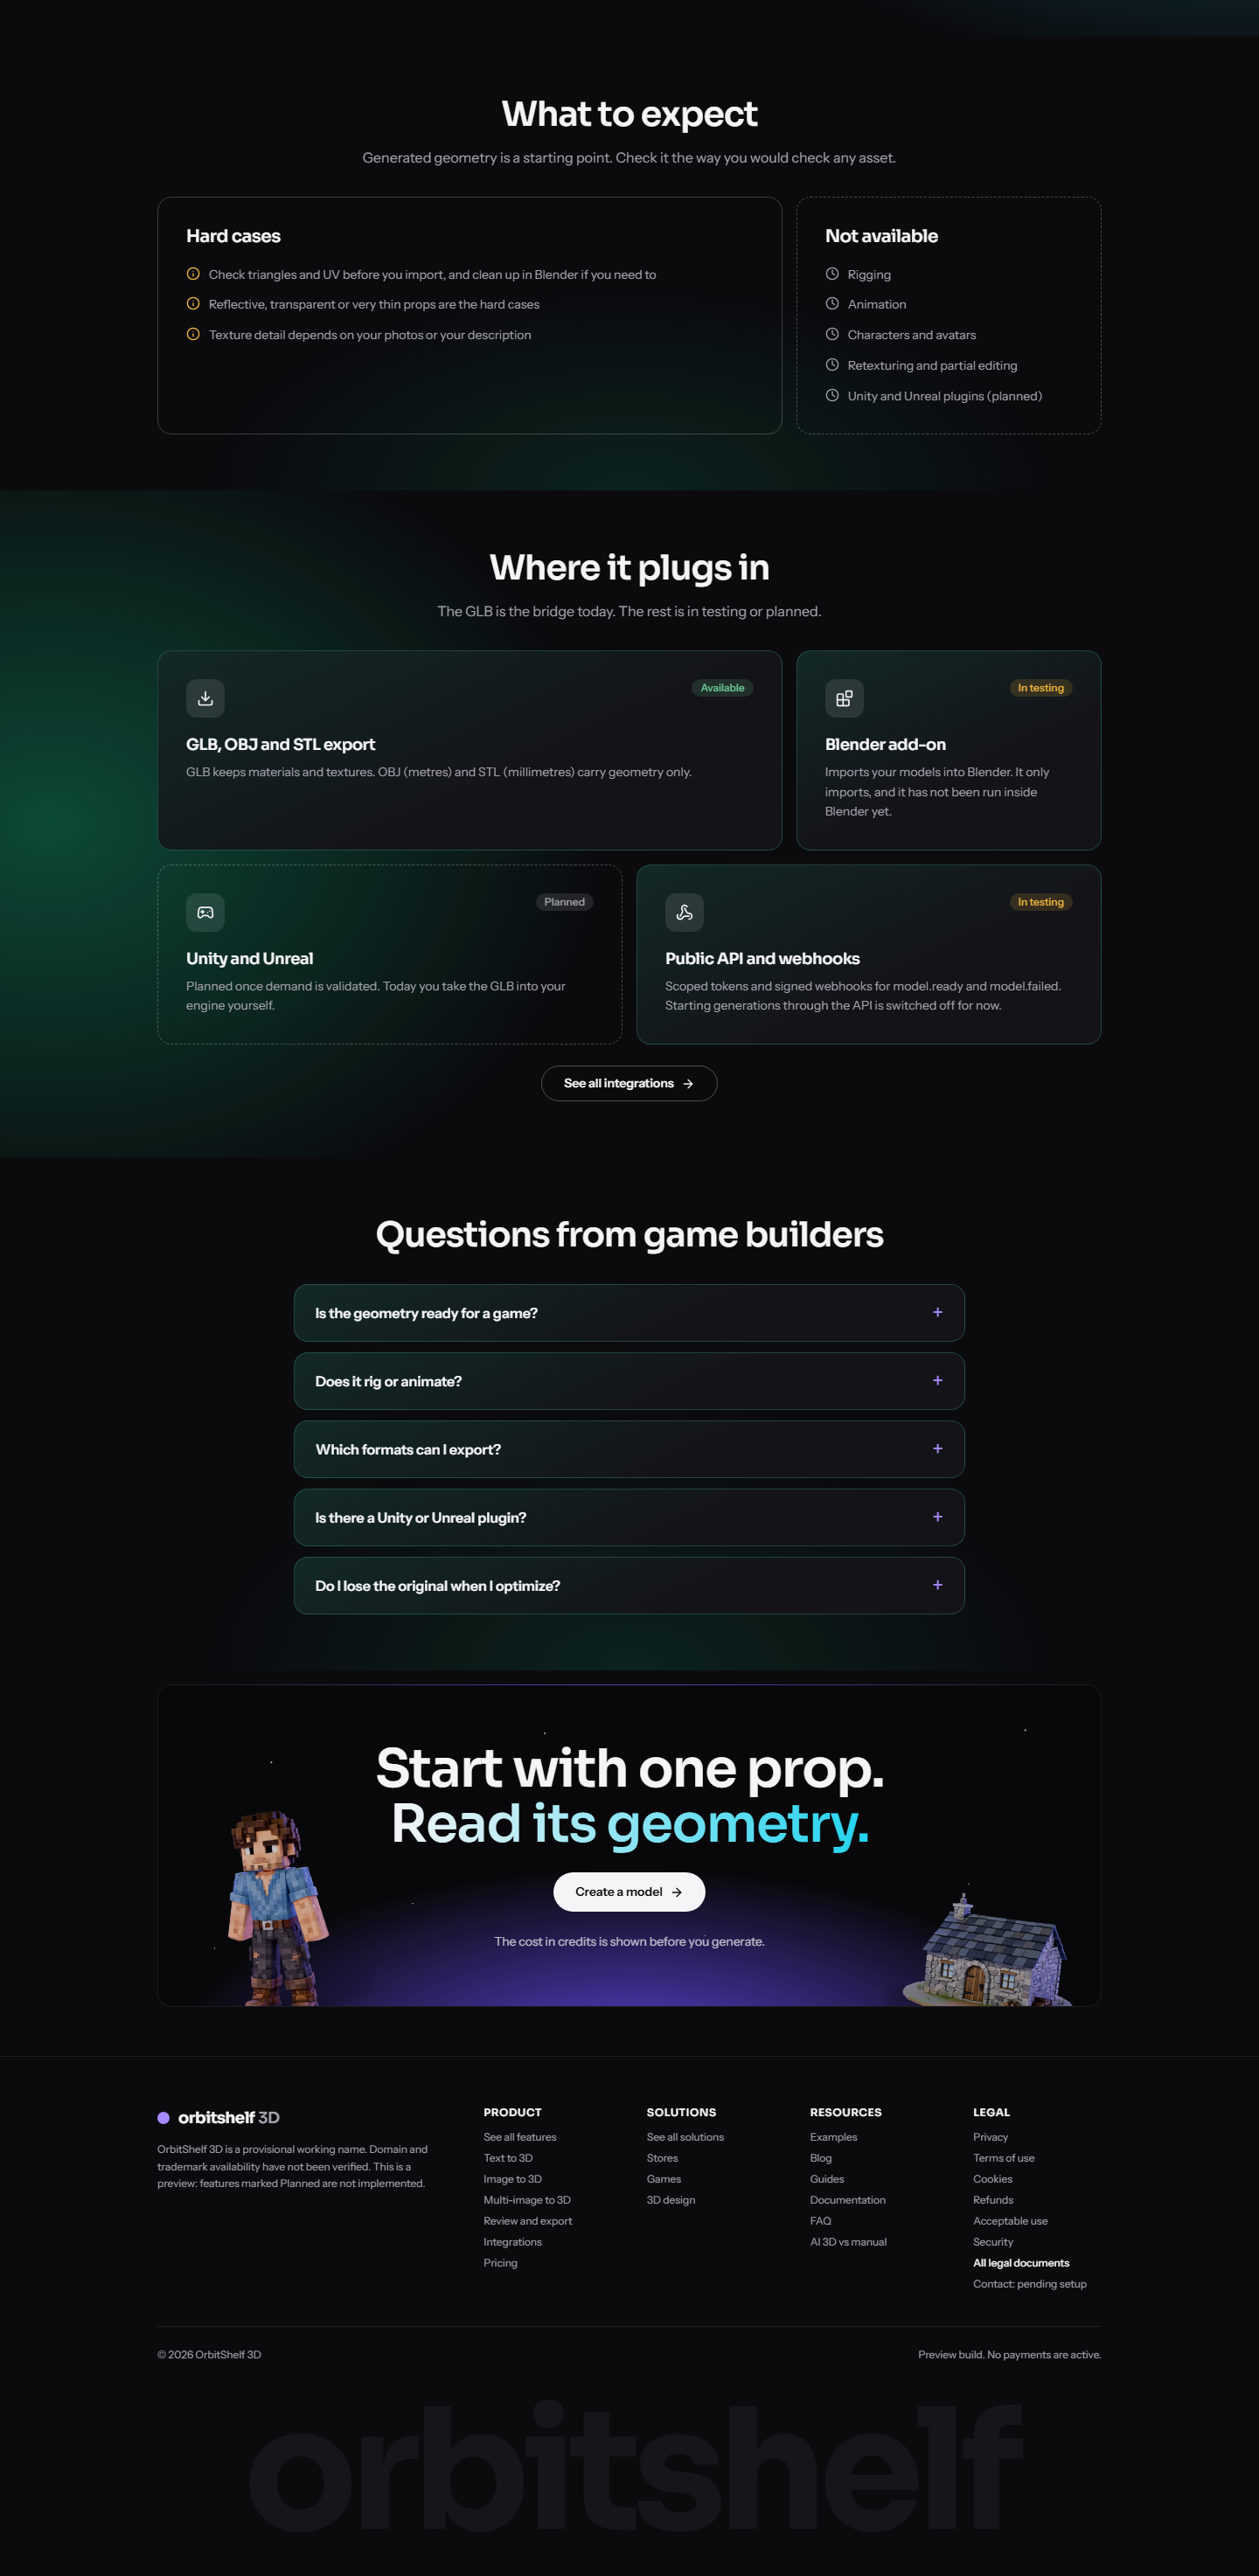 What to expect
Generated geometry is a starting point. Check it the way you would check any asset.
Hard cases
Check triangles and UV before you import, and clean up in Blender if you need to
Reflective, transparent or very thin props are the hard cases
Texture detail depends on your photos or your description
Not available
Rigging
Animation
Characters and avatars
Retexturing and partial editing
Unity and Unreal plugins (planned)
Where it plugs in
The GLB is the bridge today. The rest is in testing or planned.
Available
GLB, OBJ and STL export
GLB keeps materials and textures. OBJ (metres) and STL (millimetres) carry geometry only.
In testing
Blender add-on
Imports your models into Blender. It only
imports, and it has not been run inside
Blender yet.
Planned
Unity and Unreal
Planned once demand is validated. Today you take the GLB into your
engine yourself.
In testing
Public API and webhooks
Scoped tokens and signed webhooks for model.ready and model.failed.
Starting generations through the API is switched off for now.
See all integrations
Questions from game builders
Is the geometry ready for a game?
Does it rig or animate?
Which formats can I export?
Is there a Unity or Unreal plugin?
Do I lose the original when I optimize?
Start with one prop.
Read its geometry.
Create a model
The cost in credits is shown before you generate.
orbitshelf 3D
OrbitShelf 3D is a provisional working name. Domain and
trademark availability have not been verified. This is a
preview: features marked Planned are not implemented.
PRODUCT
See all features
Text to 3D
Image to 3D
Multi-image to 3D
Review and export
Integrations
Pricing
SOLUTIONS
See all solutions
Stores
Games
3D design
RESOURCES
Examples
Blog
Guides
Documentation
FAQ
AI 3D vs manual
LEGAL
Privacy
Terms of use
Cookies
Refunds
Acceptable use
Security
All legal documents
Contact: pending setup
© 2026 OrbitShelf 3D
Preview build. No payments are active.
orbitshelf